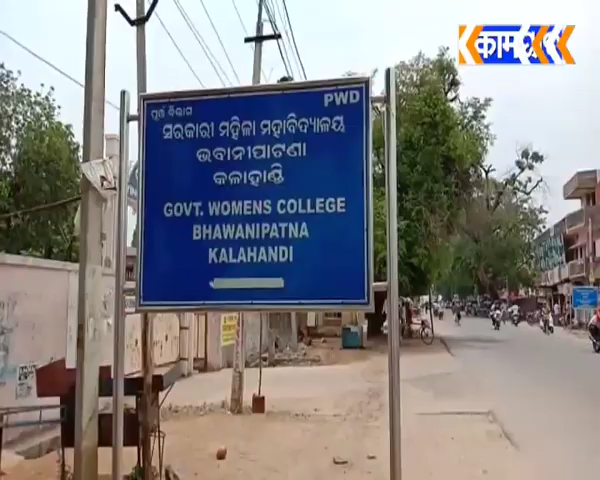 ପୂର୍ତ୍ତ ବିଭାଗ
PWD
ସରକାରୀ ମହିଳା ମହାବିଦ୍ୟାଳୟ
ଭବାନୀପାଟଣା
କଳାହାଣ୍ଡି
GOVT. WOMENS COLLEGE
BHAWANIPATNA
KALAHANDI